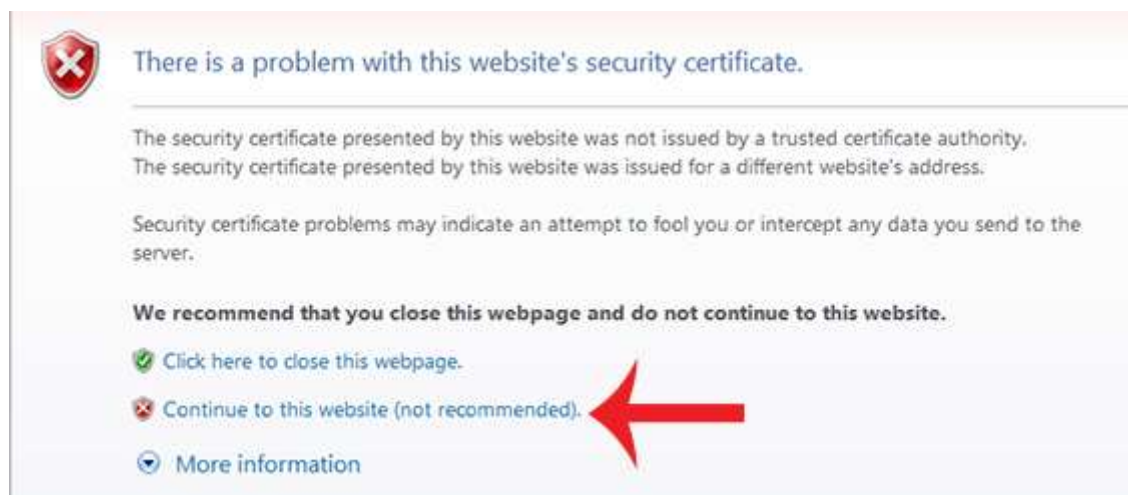 There is a problem with this website's security certificate.
The security certificate presented by this website was not issued by a trusted certificate authority.
The security certificate presented by this website was issued for a different website's address.
Security certificate problems may indicate an attempt to fool you or intercept any data you send to the
server.
We recommend that you close this webpage and do not continue to this website.
Click here to close this webpage.
Continue to this website (not recommended).
More information